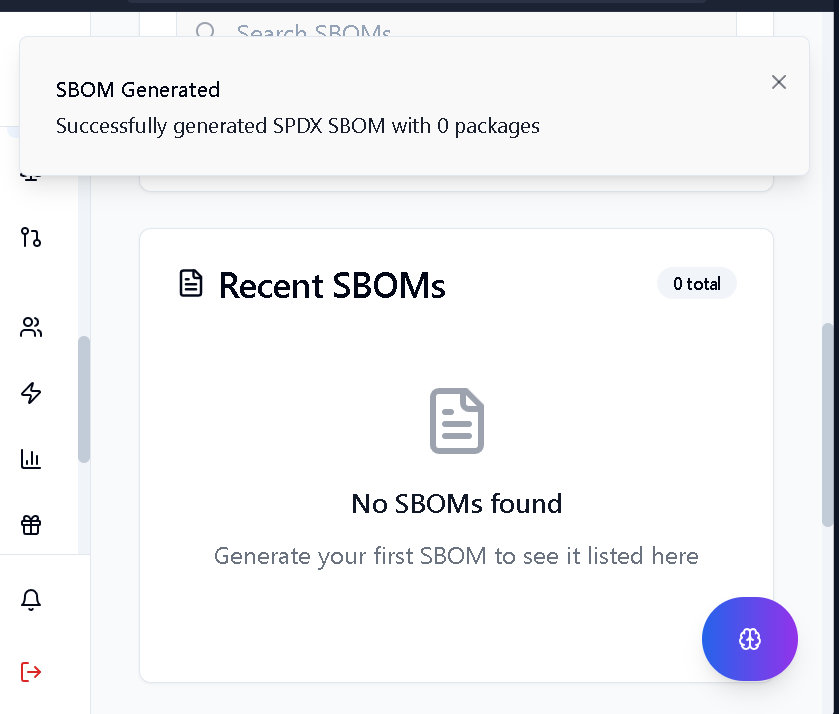 Search SBOMs
SBOM Generated
Successfully generated SPDX SBOM with 0 packages
Recent SBOMs
0 total
No SBOMs found
Generate your first SBOM to see it listed here